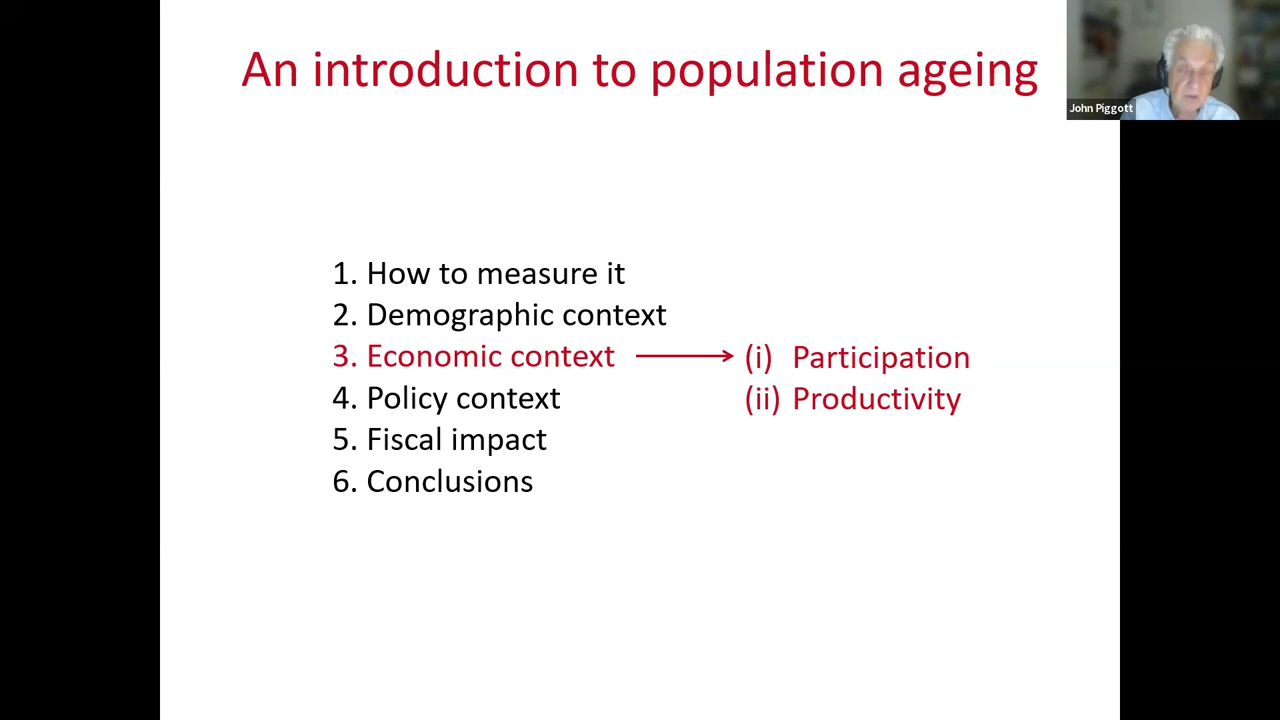 An introduction to population ageing
John Piggott
1. How to measure it
2. Demographic context
3. Economic context
(i) Participation
4. Policy context
(ii) Productivity
5. Fiscal impact
6. Conclusions